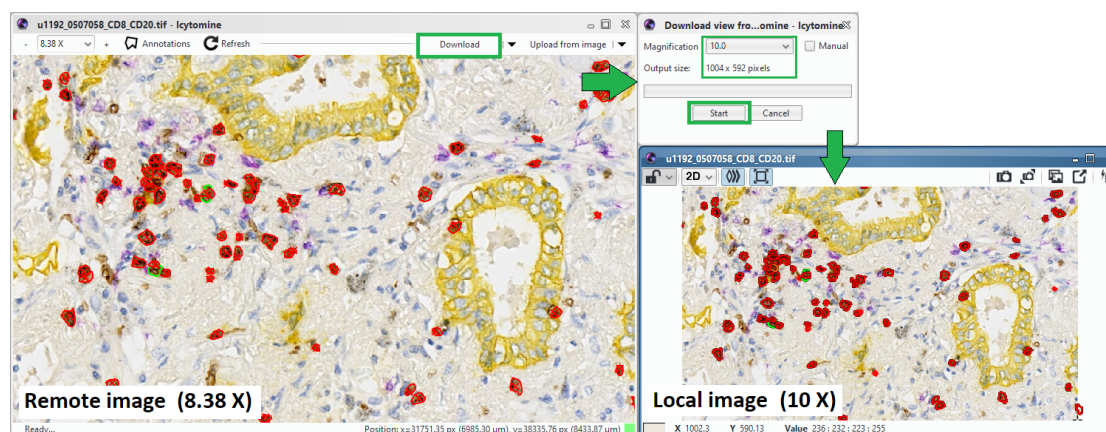 u1192_0507058_CD8_CD20.tif - Icytomine
- 8.38 X + Annotations Refresh Download Upload from image
Remote image (8.38 X)
Ready... Position: x=31751.35 px (6985.30 um), y=38335.76 px (8433.87 um)
Download view fro...omine - Icytomine
Magnification 10.0 Manual
Output size: 1004 x 592 pixels
Start Cancel
u1192_0507058_CD8_CD20.tif
2D
Local image (10 X)
X 1002.3 Y 590.13 Value 236 : 232 : 223 : 255